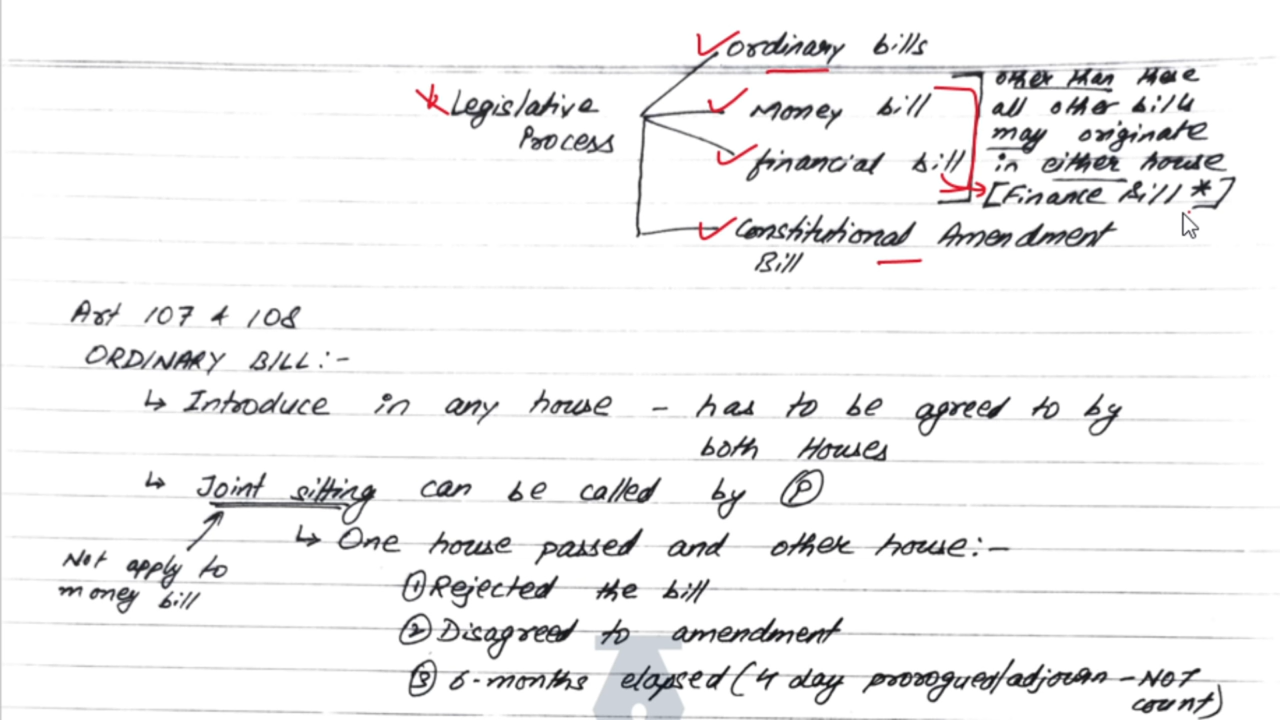 ordinary bills
Legislative
Process
Money bill
financial bill
Constitutional Amendment
Bill
other than these
all other bills
may originate
in either house
[Finance Bill *]
Art 107 & 108
ORDINARY BILL:-
↳ Introduce in any house - has to be agreed to by
both Houses
↳ Joint sitting can be called by Ⓟ
Not apply to
money bill
↳ One house passed and other house:-
① Rejected the bill
② Disagreed to amendment
③ 6-months elapsed (4 day prorogued/adjourn - NOT
count)